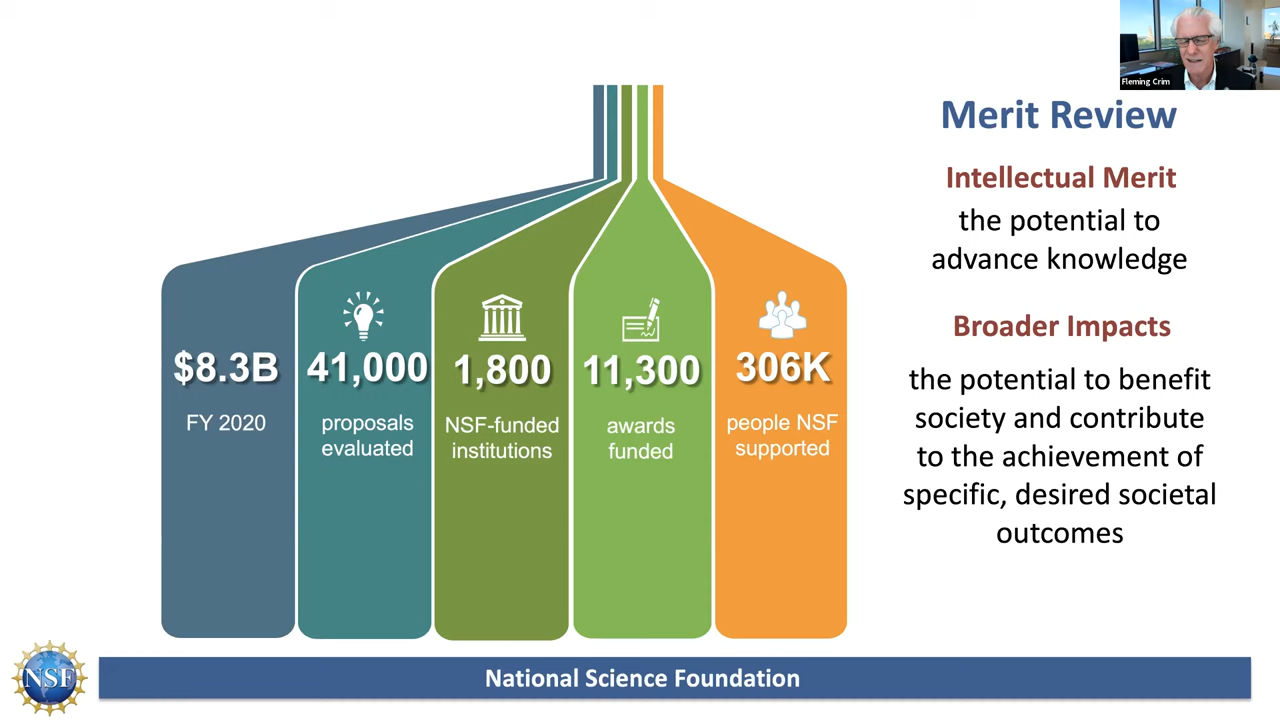 Fleming Crim
Merit Review
Intellectual Merit
the potential to
advance knowledge
Broader Impacts
the potential to benefit
society and contribute
to the achievement of
specific, desired societal
outcomes
$8.3B
FY 2020
41,000
proposals
evaluated
1,800
NSF-funded
institutions
11,300
awards
funded
306K
people NSF
supported
NSF
National Science Foundation